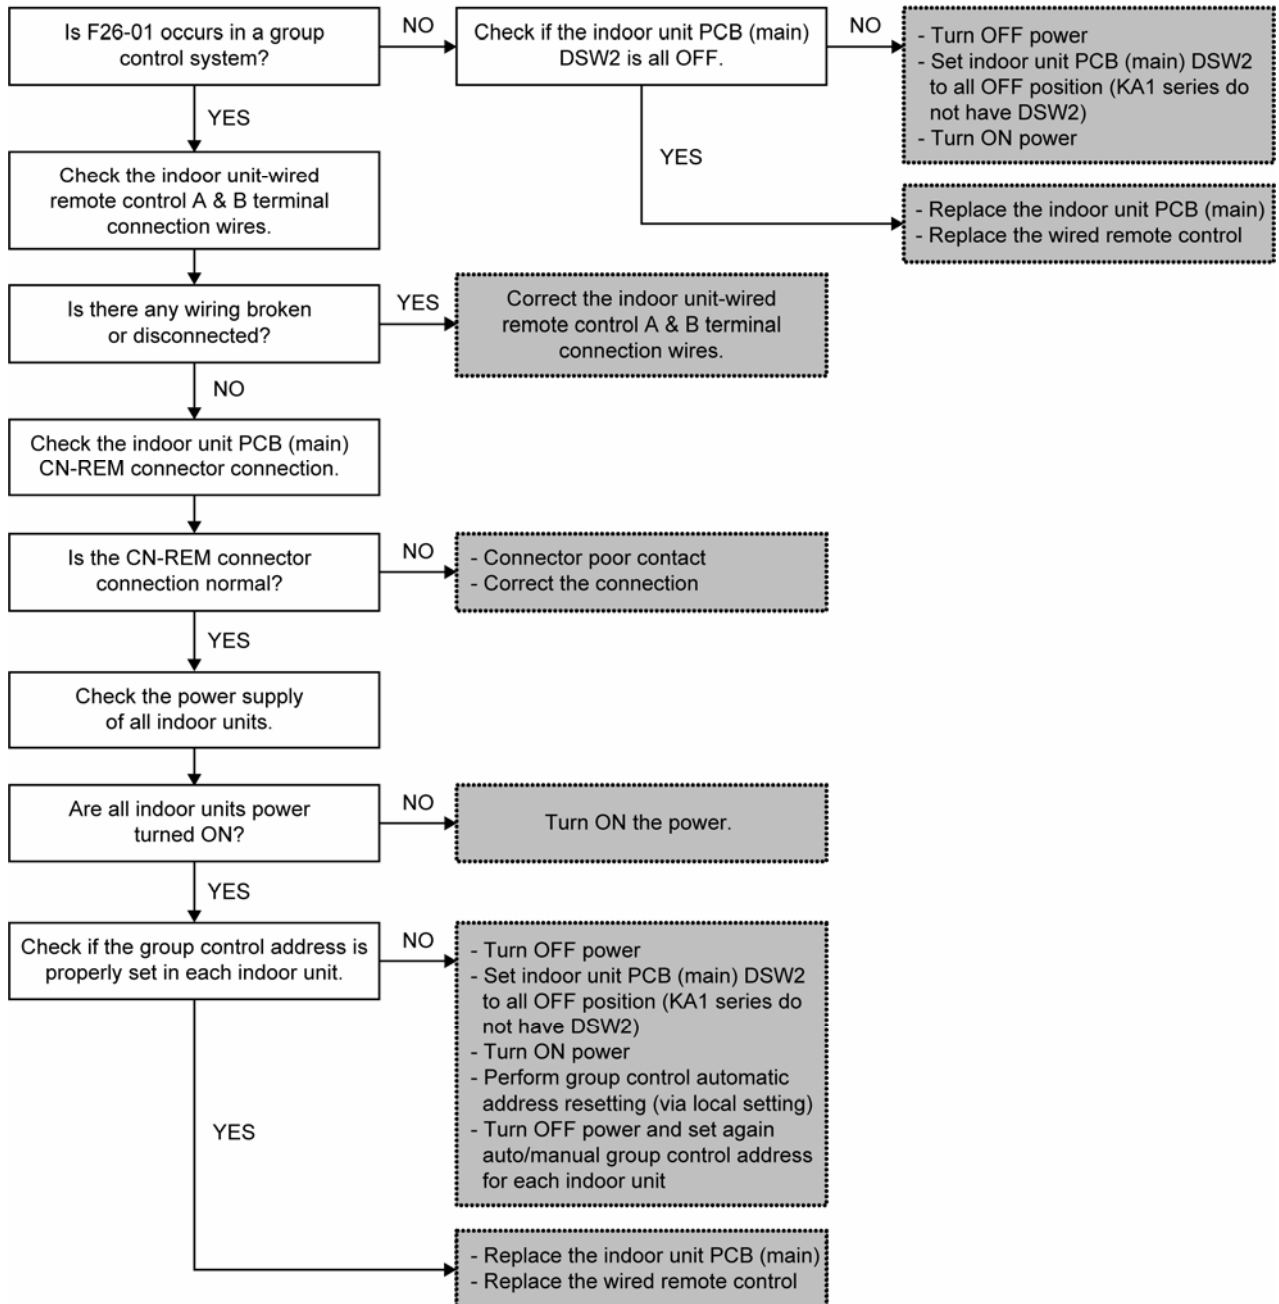 Is F26-01 occurs in a group
control system?
NO
Check if the indoor unit PCB (main)
DSW2 is all OFF.
NO
- Turn OFF power
- Set indoor unit PCB (main) DSW2
to all OFF position (KA1 series do
not have DSW2)
- Turn ON power
YES
YES
- Replace the indoor unit PCB (main)
- Replace the wired remote control
Check the indoor unit-wired
remote control A & B terminal
connection wires.
Is there any wiring broken
or disconnected?
YES
Correct the indoor unit-wired
remote control A & B terminal
connection wires.
NO
Check the indoor unit PCB (main)
CN-REM connector connection.
Is the CN-REM connector
connection normal?
NO
- Connector poor contact
- Correct the connection
YES
Check the power supply
of all indoor units.
Are all indoor units power
turned ON?
NO
Turn ON the power.
YES
Check if the group control address is
properly set in each indoor unit.
NO
- Turn OFF power
- Set indoor unit PCB (main) DSW2
to all OFF position (KA1 series do
not have DSW2)
- Turn ON power
- Perform group control automatic
address resetting (via local setting)
- Turn OFF power and set again
auto/manual group control address
for each indoor unit
YES
- Replace the indoor unit PCB (main)
- Replace the wired remote control